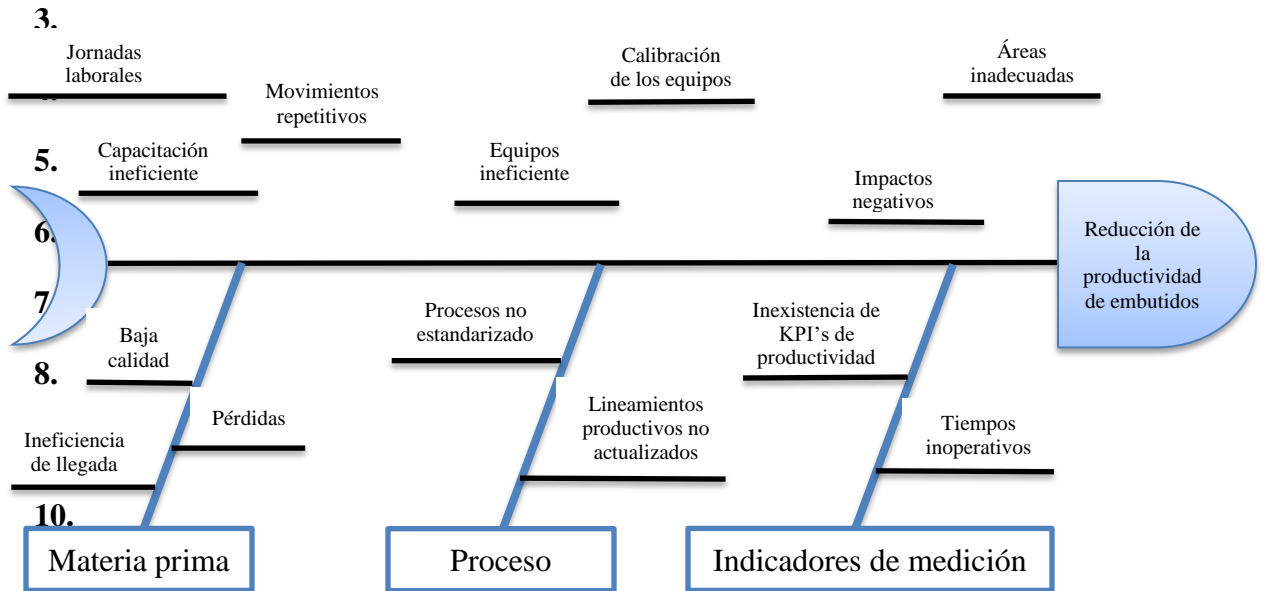 3.
Jornadas
laborales
Movimientos
repetitivos
Calibración
de los equipos
Áreas
inadecuadas
5.
Capacitación
ineficiente
Equipos
ineficiente
Impactos
negativos
6.
Reducción de
la
productividad
de embutidos
7
Baja
calidad
Procesos no
estandarizado
Inexistencia de
KPI’s de
productividad
8.
Pérdidas
Ineficiencia
de llegada
Lineamientos
productivos no
actualizados
Tiempos
inoperativos
10.
Materia prima
Proceso
Indicadores de medición